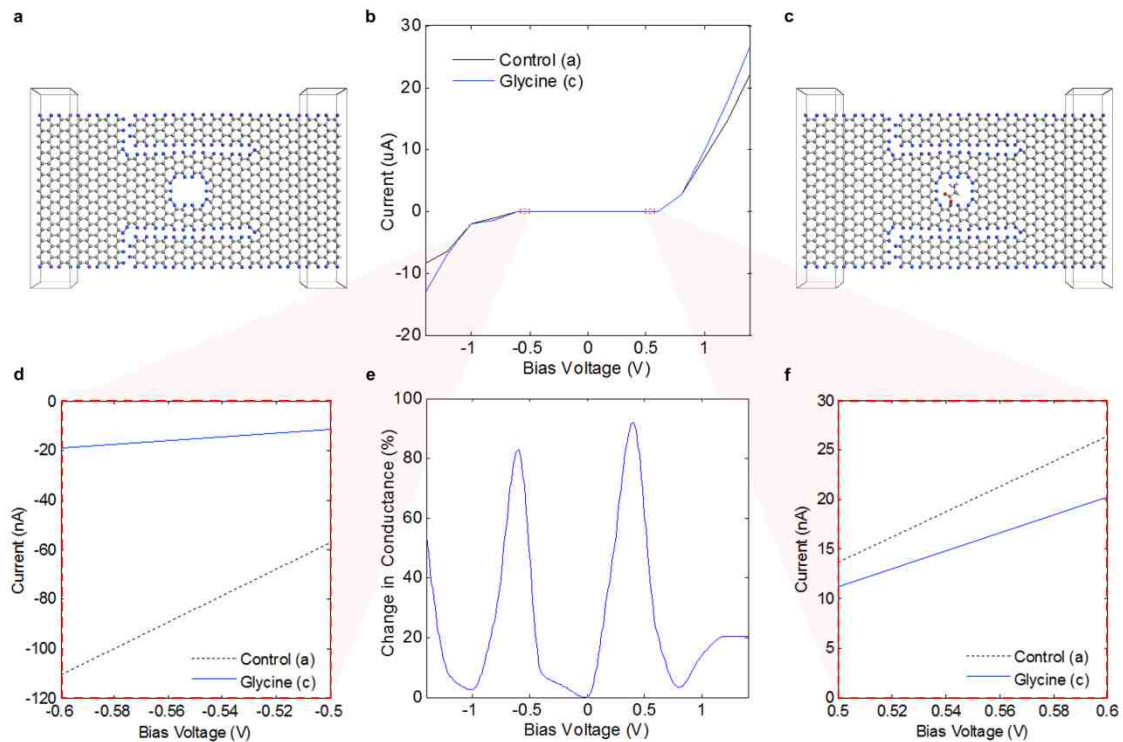 a
b
c
30
20
10
0
-10
-20
Current (uA)
Control (a)
Glycine (c)
-1
-0.5
0
0.5
1
Bias Voltage (V)
d
0
-20
-40
-60
-80
-100
-120
Current (nA)
Control (a)
Glycine (c)
-0.6
-0.58
-0.56
-0.54
-0.52
-0.5
Bias Voltage (V)
e
100
80
60
40
20
0
Change in Conductance (%)
-1
-0.5
0
0.5
1
Bias Voltage (V)
f
30
25
20
15
10
5
0
Current (nA)
Control (a)
Glycine (c)
0.5
0.52
0.54
0.56
0.58
0.6
Bias Voltage (V)